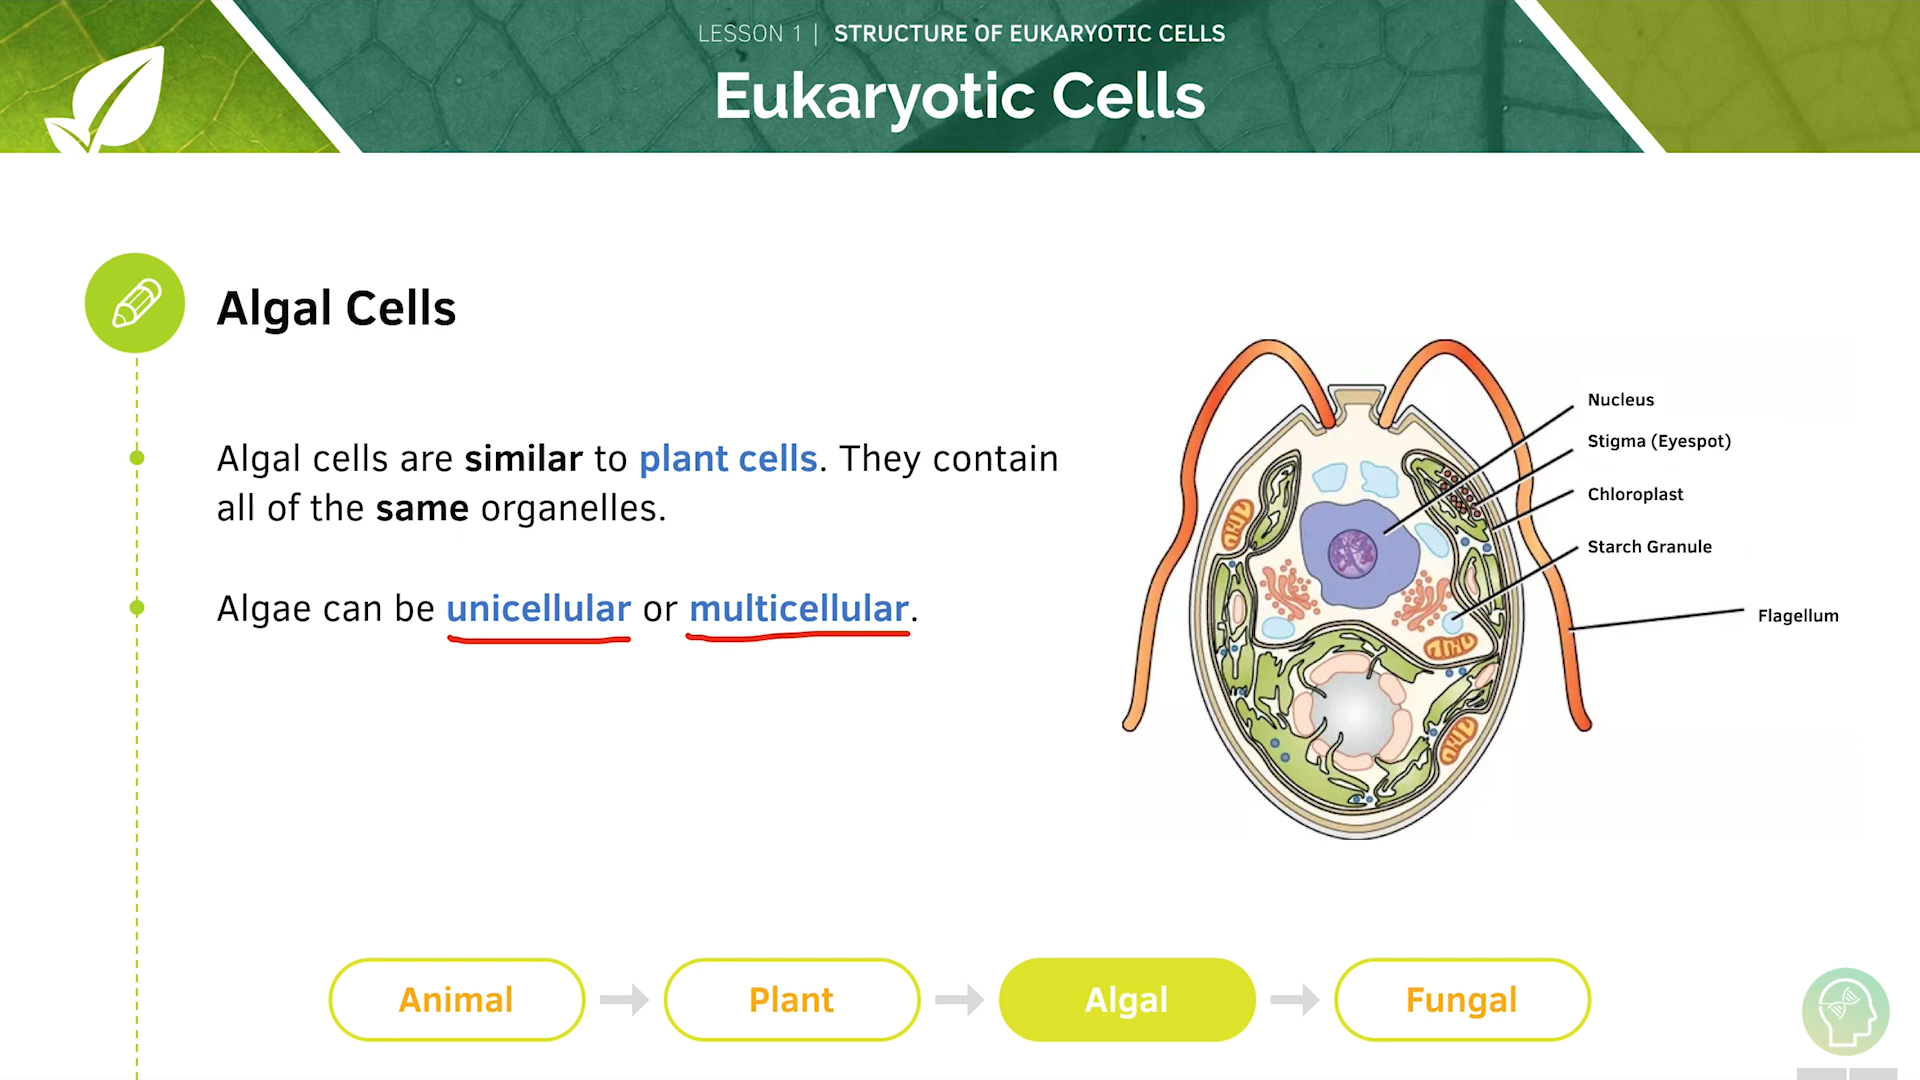 LESSON 1 | STRUCTURE OF EUKARYOTIC CELLS
Eukaryotic Cells
Algal Cells
Algal cells are similar to plant cells. They contain
all of the same organelles.
Algae can be unicellular or multicellular.
Nucleus
Stigma (Eyespot)
Chloroplast
Starch Granule
Flagellum
Animal
Plant
Algal
Fungal